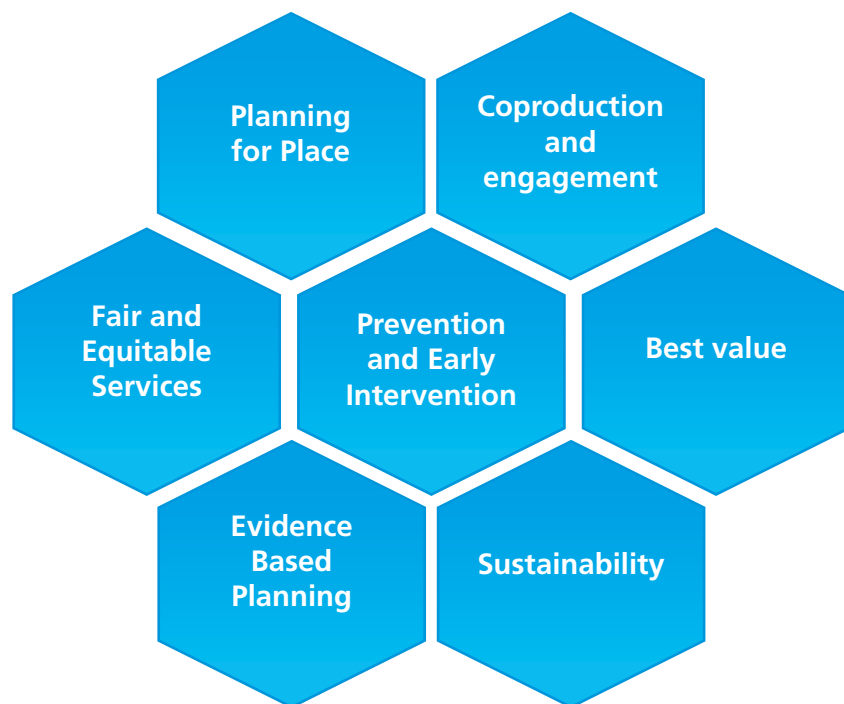 Planning
for Place
Coproduction
and
engagement
Fair and
Equitable
Services
Prevention
and Early
Intervention
Best value
Evidence
Based
Planning
Sustainability